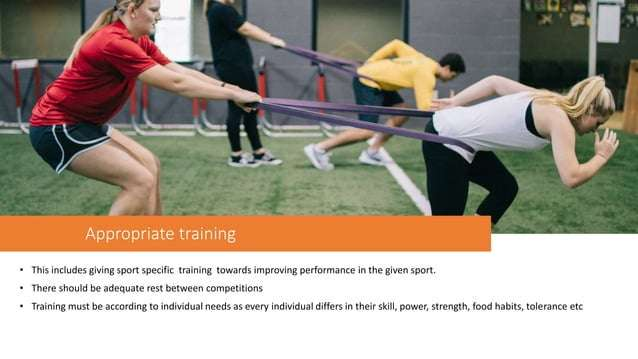 Appropriate training
• This includes giving sport specific  training  towards improving performance in the given sport.
• There should be adequate rest between competitions
• Training must be according to individual needs as every individual differs in their skill, power, strength, food habits, tolerance etc